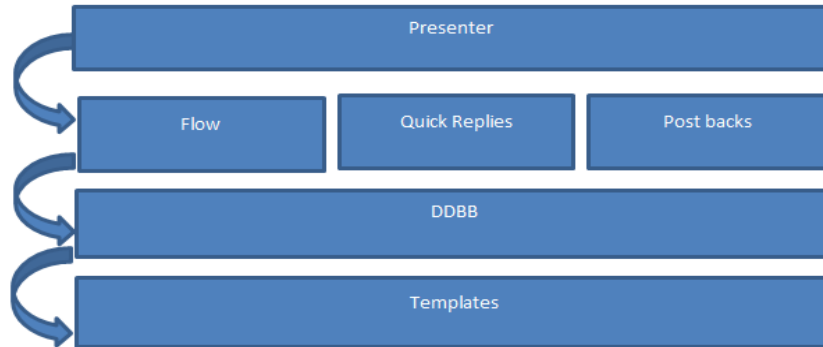 Presenter
Flow
Quick Replies
Post backs
DDBB
Templates